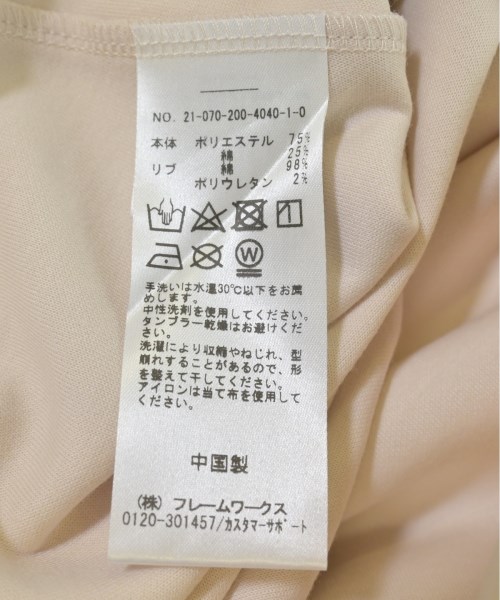 NO. 21-070-200-4040-1-0
本体 ポリエステル 75%
綿 25%
リブ 綿 98%
ポリウレタン 2%
W
手洗いは水温30℃以下をお薦
めします。
中性洗剤を使用してください。
タンブラー乾燥はお避けくだ
さい。
洗濯により収縮やねじれ、型
崩れすることがあるので、形
を整えて干してください。
アイロンは当て布を使用して
ください。
中国製
(株) フレームワークス
0120-301457/カスタマーサポート